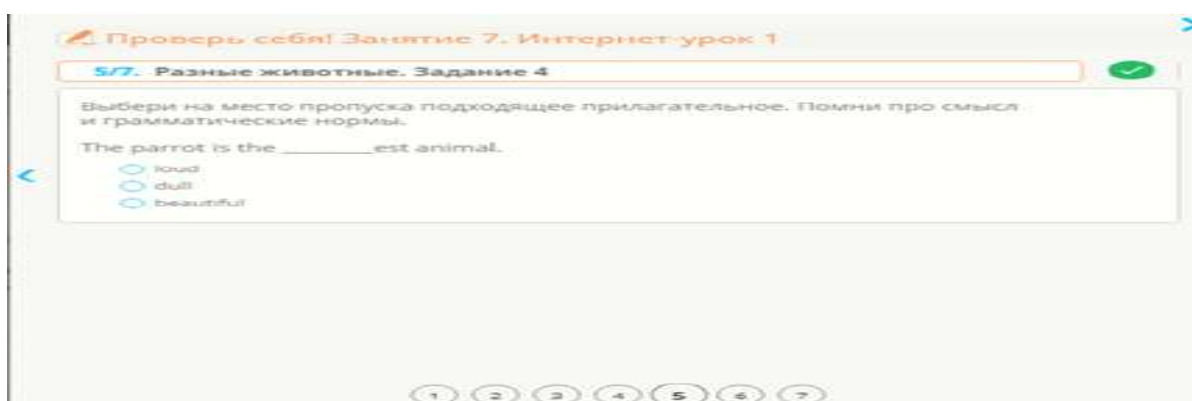 Проверь себя! Занятие 7. Интернет-урок 1
5/7. Разные животные. Задание 4
Выбери на место пропуска подходящее прилагательное. Помни про смысл
и грамматические нормы.
The parrot is the ________est animal.
loud
dull
beautiful
1 2 3 4 5 6 7